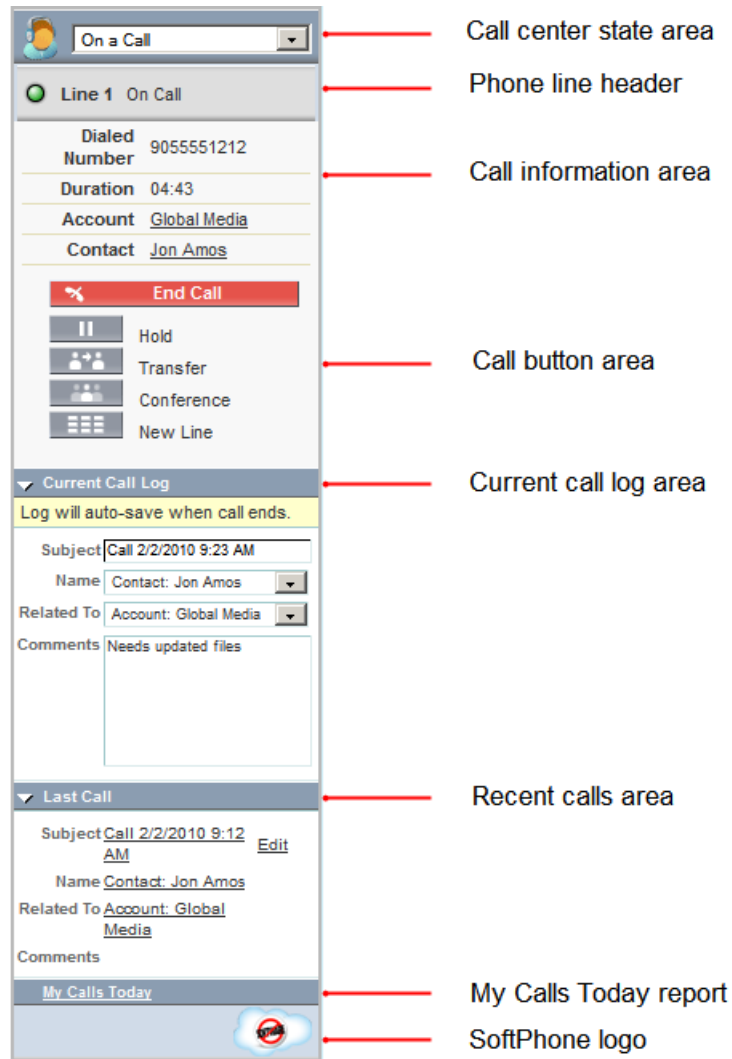 On a Call
Call center state area
Line 1 On Call
Phone line header
Dialed
Number
9055551212
Call information area
Duration 04:43
Account Global Media
Contact Jon Amos
End Call
Hold
Transfer
Call button area
Conference
New Line
Current Call Log
Current call log area
Log will auto-save when call ends.
Subject Call 2/2/2010 9:23 AM
Name Contact: Jon Amos
Related To Account: Global Media
Comments Needs updated files
Last Call
Recent calls area
Subject Call 2/2/2010 9:12
AM
Edit
Name Contact: Jon Amos
Related To Account: Global
Media
Comments
My Calls Today
My Calls Today report
SoftPhone logo